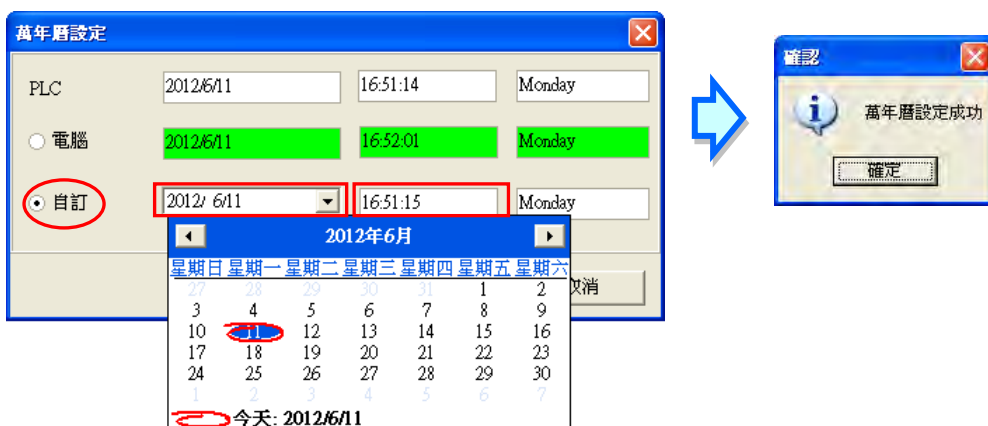 萬年曆設定
PLC 2012/6/11 16:51:14 Monday
電腦 2012/6/11 16:52:01 Monday
自訂 2012/ 6/11 16:51:15 Monday
2012年6月
星期日 星期一 星期二 星期三 星期四 星期五 星期六
27 28 29 30 31 1 2
3 4 5 6 7 8 9
10 11 12 13 14 15 16
17 18 19 20 21 22 23
24 25 26 27 28 29 30
1 2 3 4 5 6 7
今天: 2012/6/11
取消
確認
萬年曆設定成功
確定